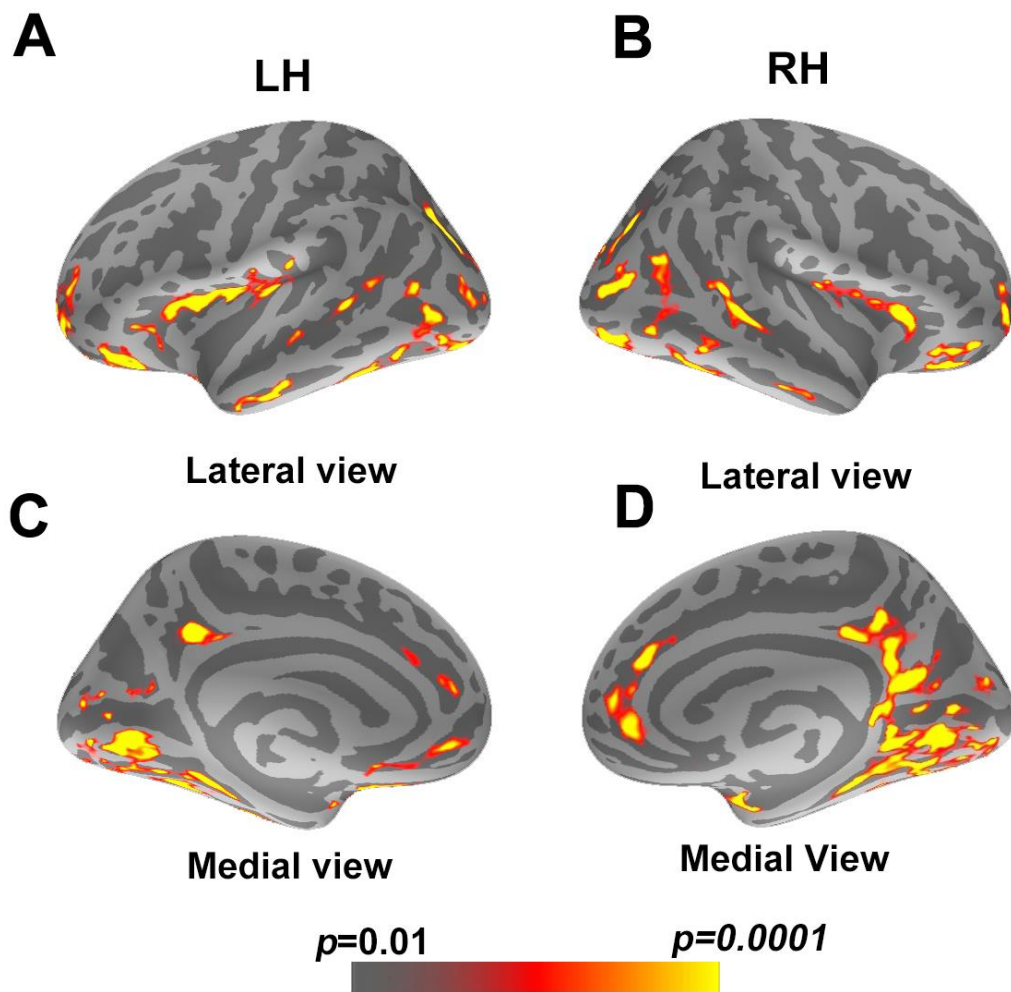 A
B
LH
RH
Lateral view
Lateral view
C
D
Medial view
Medial View
p=0.01
p=0.0001